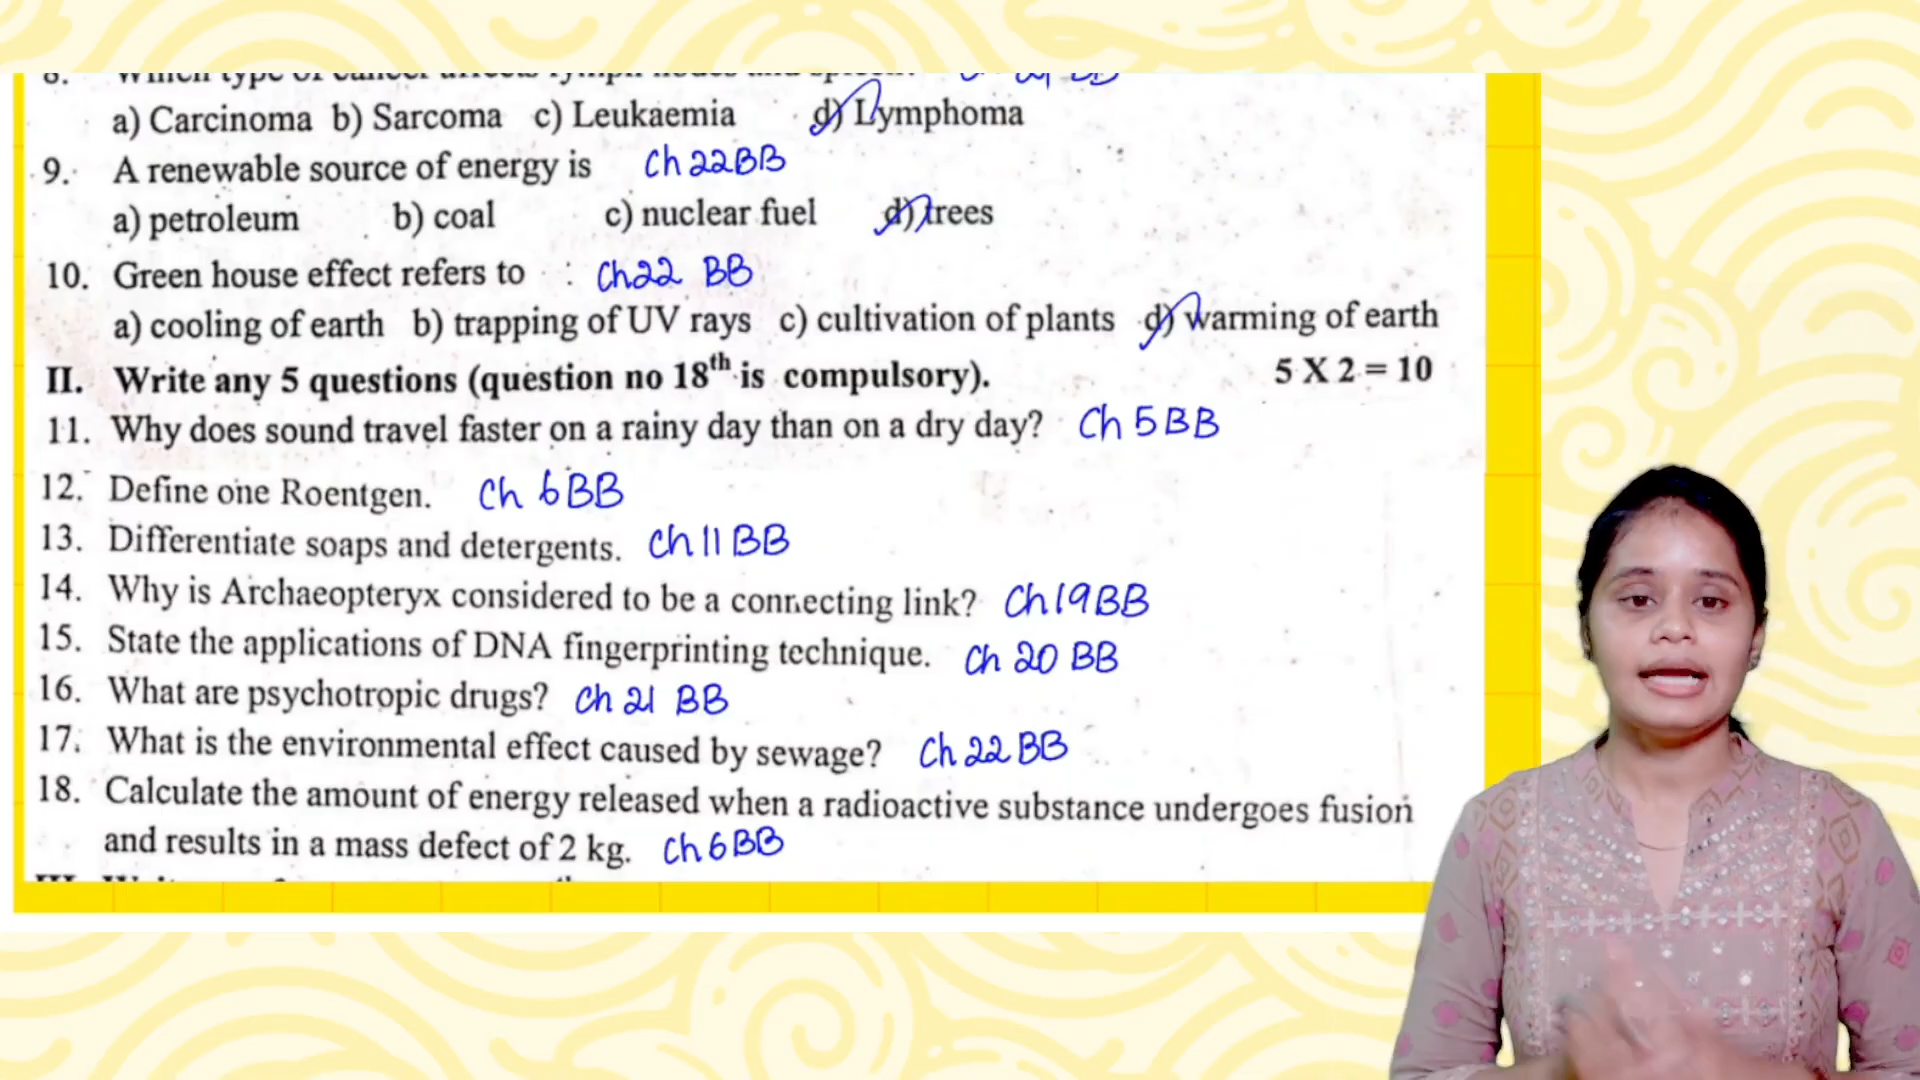 a) Carcinoma b) Sarcoma c) Leukaemia d) Lymphoma
9. A renewable source of energy is Ch 22 BB
a) petroleum b) coal c) nuclear fuel d) trees
10. Green house effect refers to Ch 22 BB
a) cooling of earth b) trapping of UV rays c) cultivation of plants d) warming of earth
II. Write any 5 questions (question no 18th is compulsory). 5 X 2 = 10
11. Why does sound travel faster on a rainy day than on a dry day? Ch 5 BB
12. Define one Roentgen. Ch 6 BB
13. Differentiate soaps and detergents. Ch 11 BB
14. Why is Archaeopteryx considered to be a connecting link? Ch 19 BB
15. State the applications of DNA fingerprinting technique. Ch 20 BB
16. What are psychotropic drugs? Ch 21 BB
17. What is the environmental effect caused by sewage? Ch 22 BB
18. Calculate the amount of energy released when a radioactive substance undergoes fusion
and results in a mass defect of 2 kg. Ch 6 BB